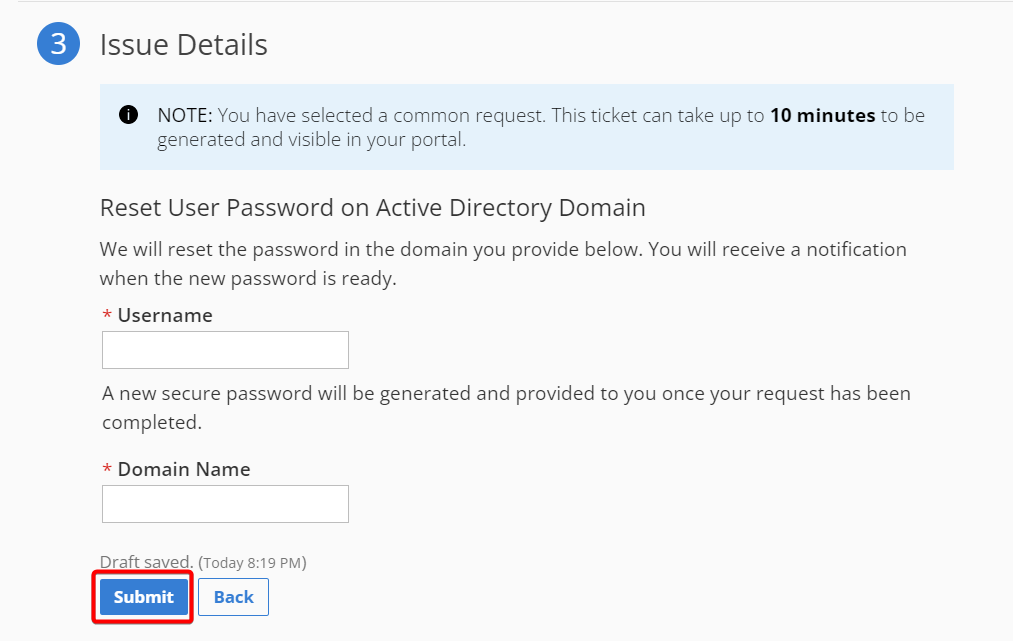 3 Issue Details
NOTE: You have selected a common request. This ticket can take up to 10 minutes to be
generated and visible in your portal.
Reset User Password on Active Directory Domain
We will reset the password in the domain you provide below. You will receive a notification
when the new password is ready.
* Username
A new secure password will be generated and provided to you once your request has been
completed.
* Domain Name
Draft saved. (Today 8:19 PM)
Submit Back